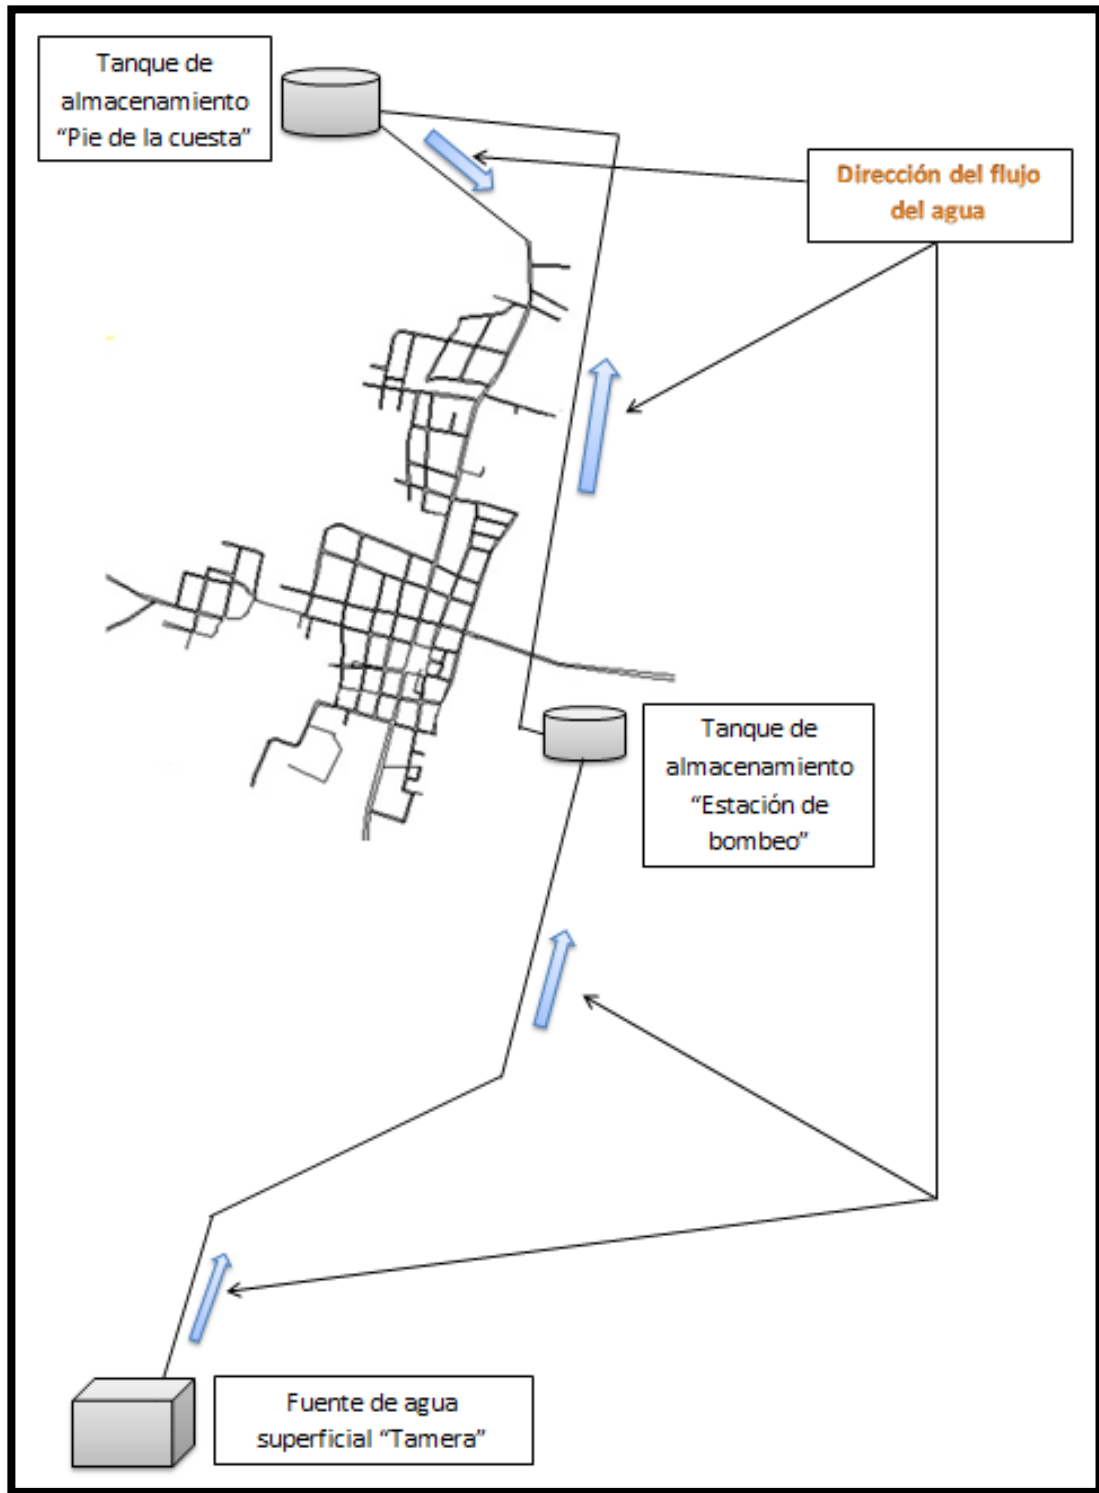 Tanque de
almacenamiento
“Pie de la cuesta”
Dirección del flujo
del agua
Tanque de
almacenamiento
“Estación de
bombeo”
Fuente de agua
superficial “Tamera”